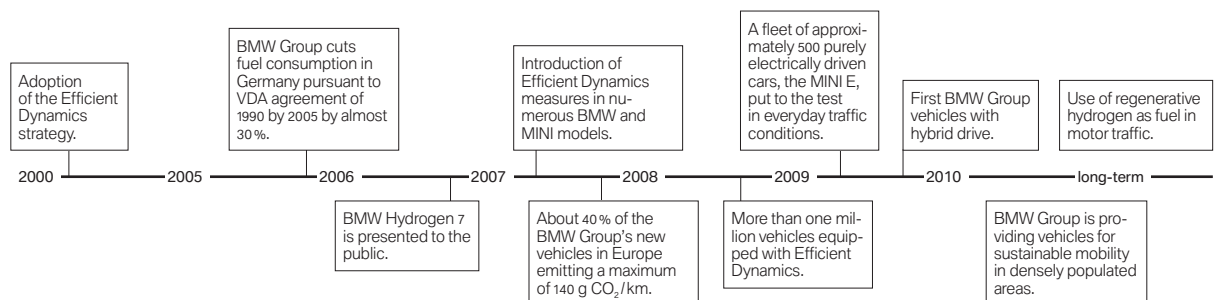 Adoption
of the Efficient
Dynamics
strategy.
BMW Group cuts
fuel consumption in
Germany pursuant to
VDA agreement of
1990 by 2005 by almost
30 %.
Introduction of
Efficient Dynamics
measures in nu-
merous BMW and
MINI models.
A fleet of approxi-
mately 500 purely
electrically driven
cars, the MINI E,
put to the test
in everyday traffic
conditions.
First BMW Group
vehicles with
hybrid drive.
Use of regenerative
hydrogen as fuel in
motor traffic.
2000 2005 2006 2007 2008 2009 2010 long-term
BMW Hydrogen 7
is presented to the
public.
About 40 % of the
BMW Group's new
vehicles in Europe
emitting a maximum
of 140 g CO₂/km.
More than one mil-
lion vehicles equip-
ped with Efficient
Dynamics.
BMW Group is pro-
viding vehicles for
sustainable mobility
in densely populated
areas.